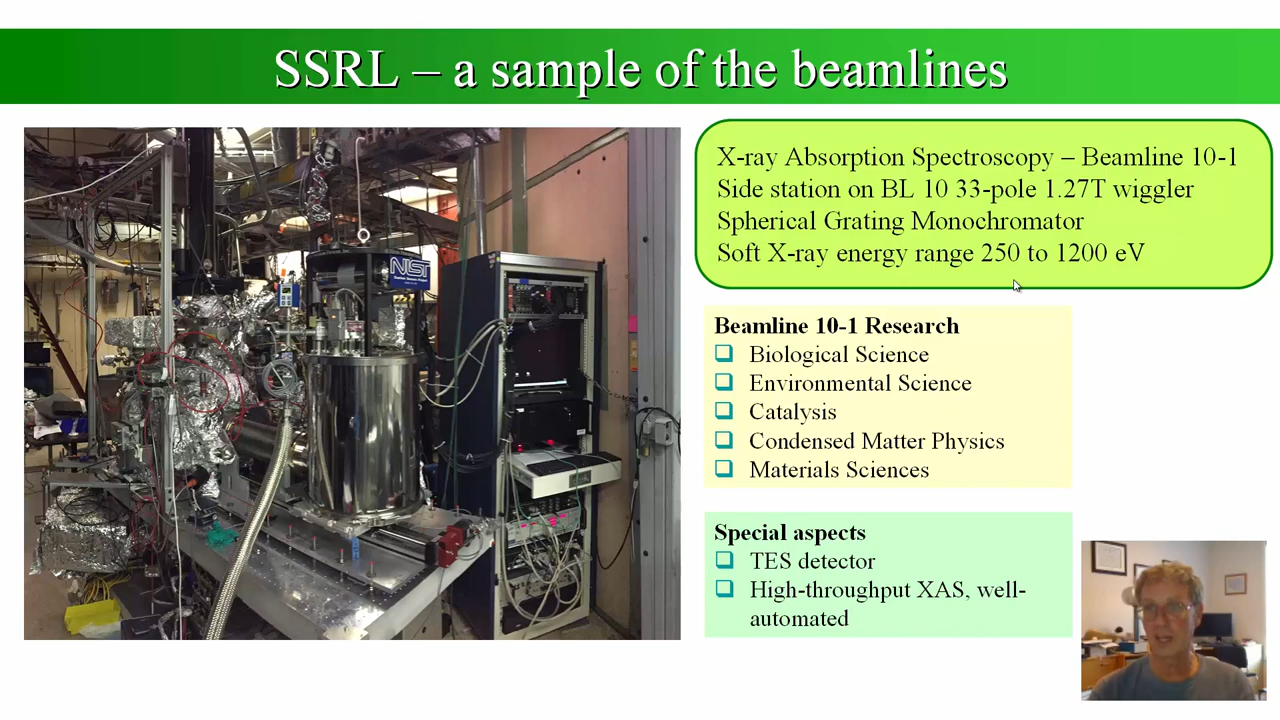 SSRL – a sample of the beamlines
NIST
X-ray Absorption Spectroscopy – Beamline 10-1
Side station on BL 10 33-pole 1.27T wiggler
Spherical Grating Monochromator
Soft X-ray energy range 250 to 1200 eV
Beamline 10-1 Research
Biological Science
Environmental Science
Catalysis
Condensed Matter Physics
Materials Sciences
Special aspects
TES detector
High-throughput XAS, well-
automated